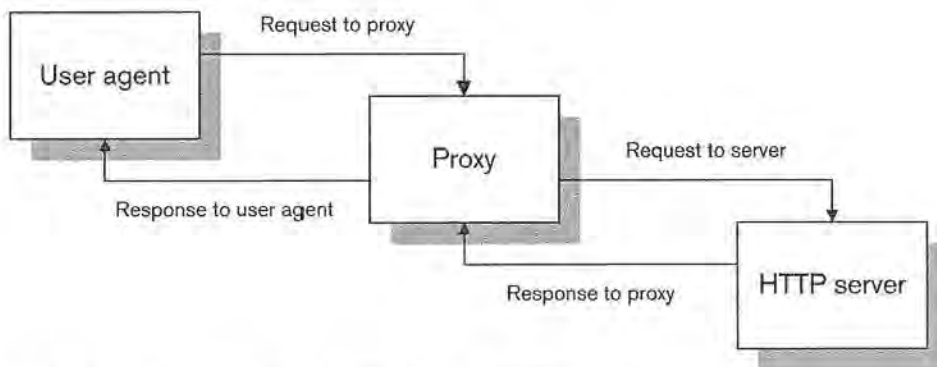 Request to proxy
User agent
Proxy
Request to server
Response to user agent
HTTP server
Response to proxy